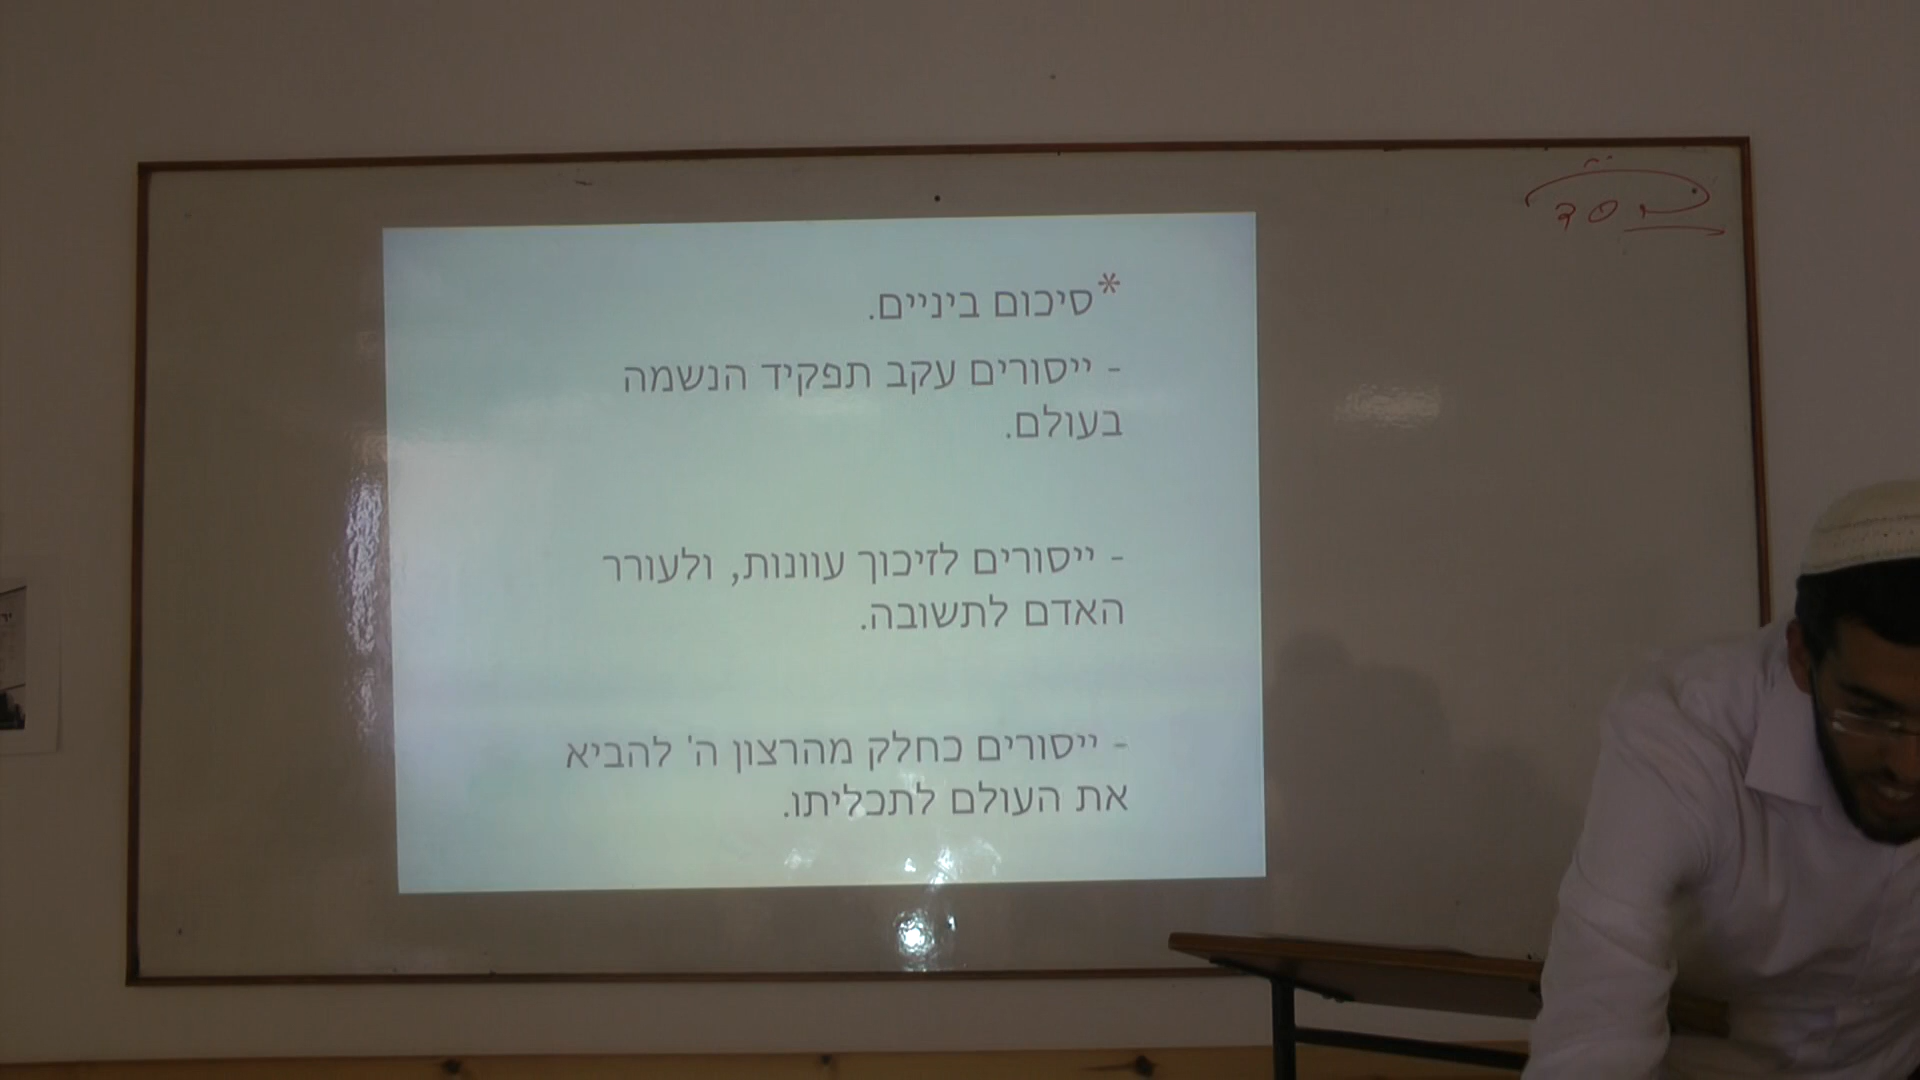 בסד
*סיכום ביניים.
- ייסורים עקב תפקיד הנשמה
בעולם.
- ייסורים לזיכוך עוונות, ולעורר
האדם לתשובה.
- ייסורים כחלק מהרצון ה' להביא
את העולם לתכליתו.